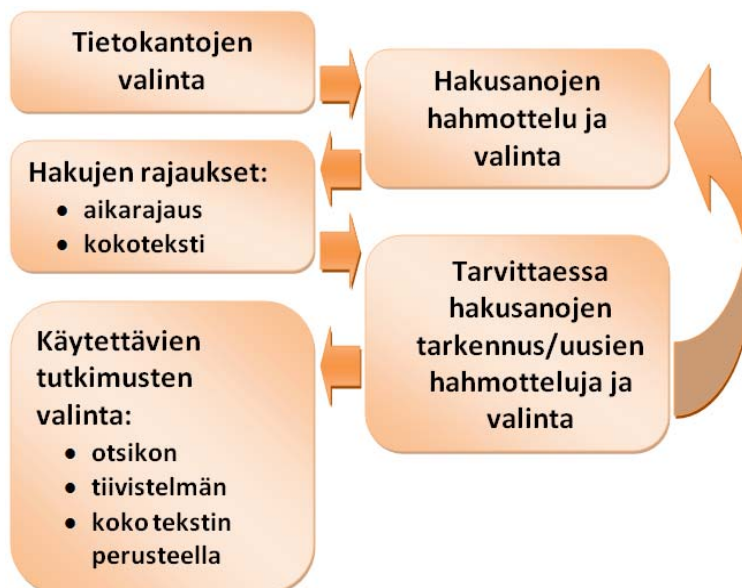 Tietokantojen
valinta
Hakusanojen
hahmottelu ja
valinta
Hakujen rajaukset:
• aikarajaus
• kokoteksti
Tarvittaessa
hakusanojen
tarkennus/uusien
hahmotteluja ja
valinta
Käytettävien
tutkimusten
valinta:
• otsikon
• tiivistelmän
• koko tekstin
perusteella